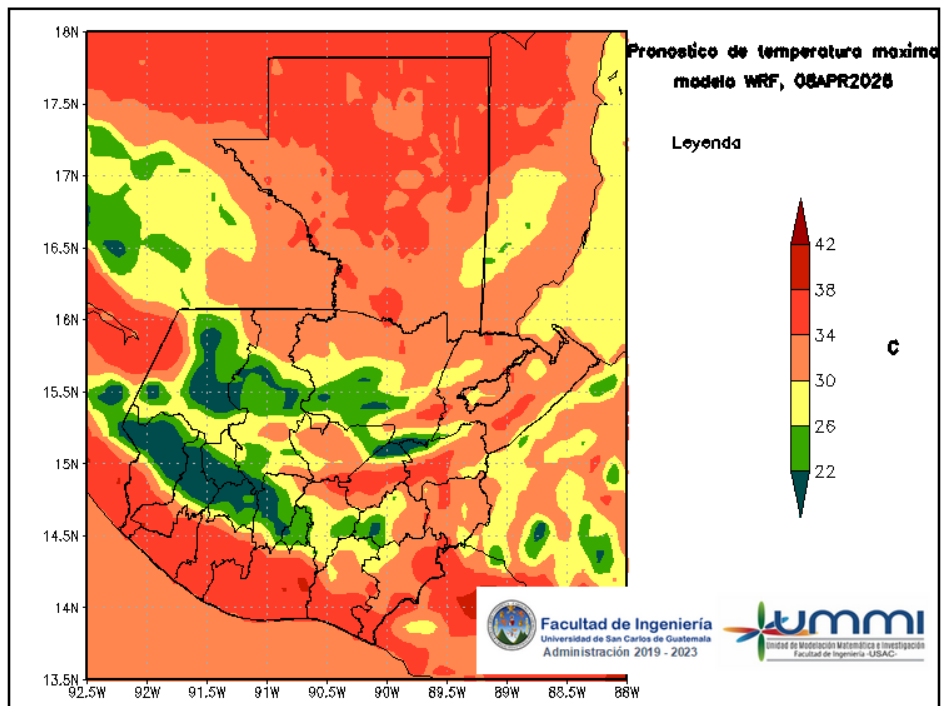 Pronostico de temperatura maxima
modelo WRF, 08APR2026
Leyenda
18N
17.5N
17N
16.5N
16N
15.5N
15N
14.5N
14N
13.5N
92.5W
92W
91.5W
91W
90.5W
90W
89.5W
89W
88.5W
88W
42
38
34
30
26
22
C
Facultad de Ingeniería
Universidad de San Carlos de Guatemala
Administración 2019 - 2023
UMMI
Unidad de Modelación Matemática e Investigación
Facultad de Ingeniería -USAC-